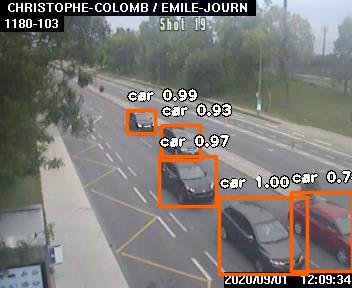 CHRISTOPHE-COLOMB / EMILE-JOURN
Shot 19
1180-103
car 0.99
car 0.93
car 0.97
car 1.00
car 0.7
2020/09/01 12:09:34